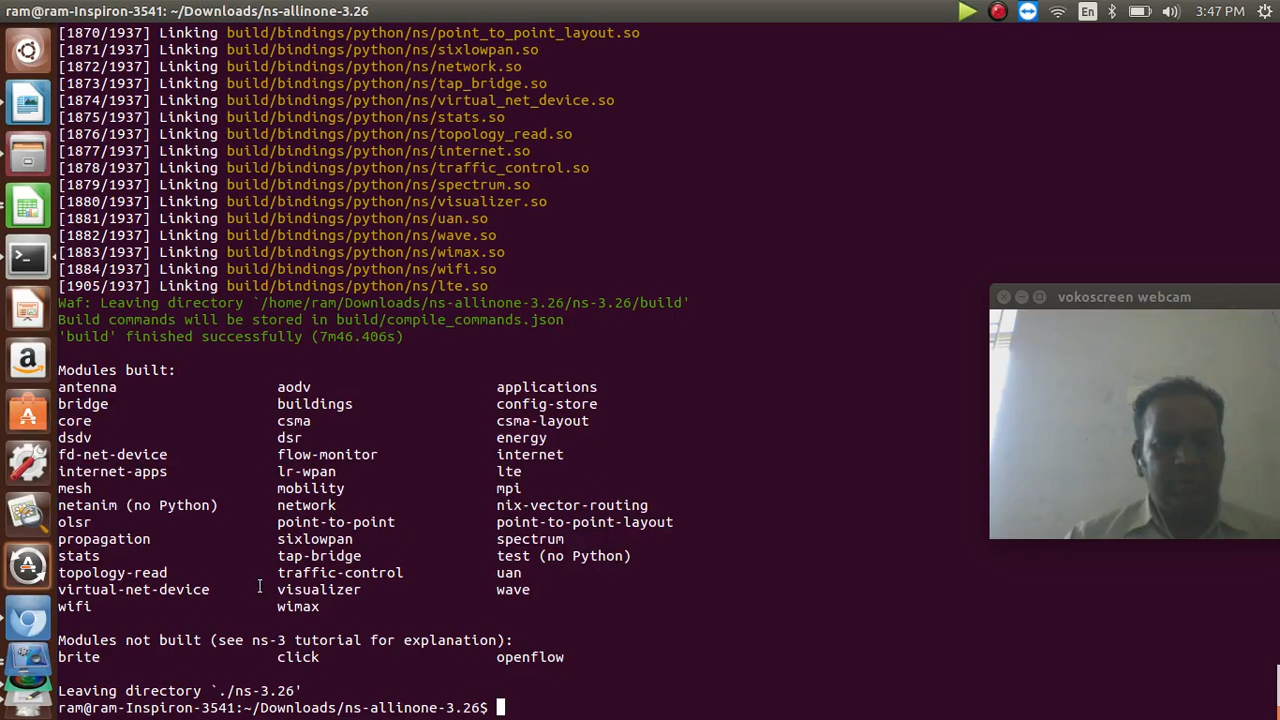 ram@ram-Inspiron-3541: ~/Downloads/ns-allinone-3.26
En
3:47 PM
[1870/1937] Linking build/bindings/python/ns/point_to_point_layout.so
[1871/1937] Linking build/bindings/python/ns/sixlowpan.so
[1872/1937] Linking build/bindings/python/ns/network.so
[1873/1937] Linking build/bindings/python/ns/tap_bridge.so
[1874/1937] Linking build/bindings/python/ns/virtual_net_device.so
[1875/1937] Linking build/bindings/python/ns/stats.so
[1876/1937] Linking build/bindings/python/ns/topology_read.so
[1877/1937] Linking build/bindings/python/ns/internet.so
[1878/1937] Linking build/bindings/python/ns/traffic_control.so
[1879/1937] Linking build/bindings/python/ns/spectrum.so
[1880/1937] Linking build/bindings/python/ns/visualizer.so
[1881/1937] Linking build/bindings/python/ns/uan.so
[1882/1937] Linking build/bindings/python/ns/wave.so
[1883/1937] Linking build/bindings/python/ns/wimax.so
[1884/1937] Linking build/bindings/python/ns/wifi.so
[1905/1937] Linking build/bindings/python/ns/lte.so
Waf: Leaving directory `/home/ram/Downloads/ns-allinone-3.26/ns-3.26/build'
Build commands will be stored in build/compile_commands.json
'build' finished successfully (7m46.406s)
Modules built:
antenna aodv applications
bridge buildings config-store
core csma csma-layout
dsdv dsr energy
fd-net-device flow-monitor internet
internet-apps lr-wpan lte
mesh mobility mpi
netanim (no Python) network nix-vector-routing
olsr point-to-point point-to-point-layout
propagation sixlowpan spectrum
stats tap-bridge test (no Python)
topology-read traffic-control uan
virtual-net-device visualizer wave
wifi wimax
Modules not built (see ns-3 tutorial for explanation):
brite click openflow
Leaving directory `./ns-3.26'
ram@ram-Inspiron-3541:~/Downloads/ns-allinone-3.26$
vokoscreen webcam